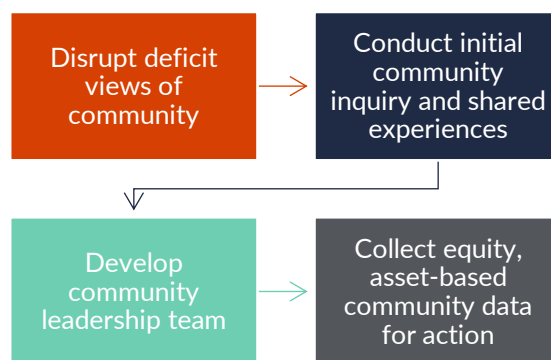 Disrupt deficit
views of
community
Conduct initial
community
inquiry and shared
experiences
Develop
community
leadership team
Collect equity,
asset-based
community data
for action